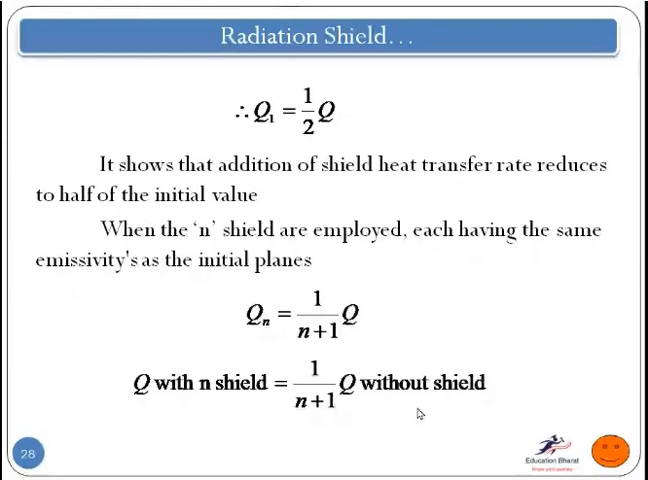 Radiation Shield...
∴ Q₁ = 1/2 Q
It shows that addition of shield heat transfer rate reduces
to half of the initial value
When the 'n' shield are employed, each having the same
emissivity's as the initial planes
Qₙ = 1/(n+1) Q
Q with n shield = 1/(n+1) Q without shield
28
Education Bharat